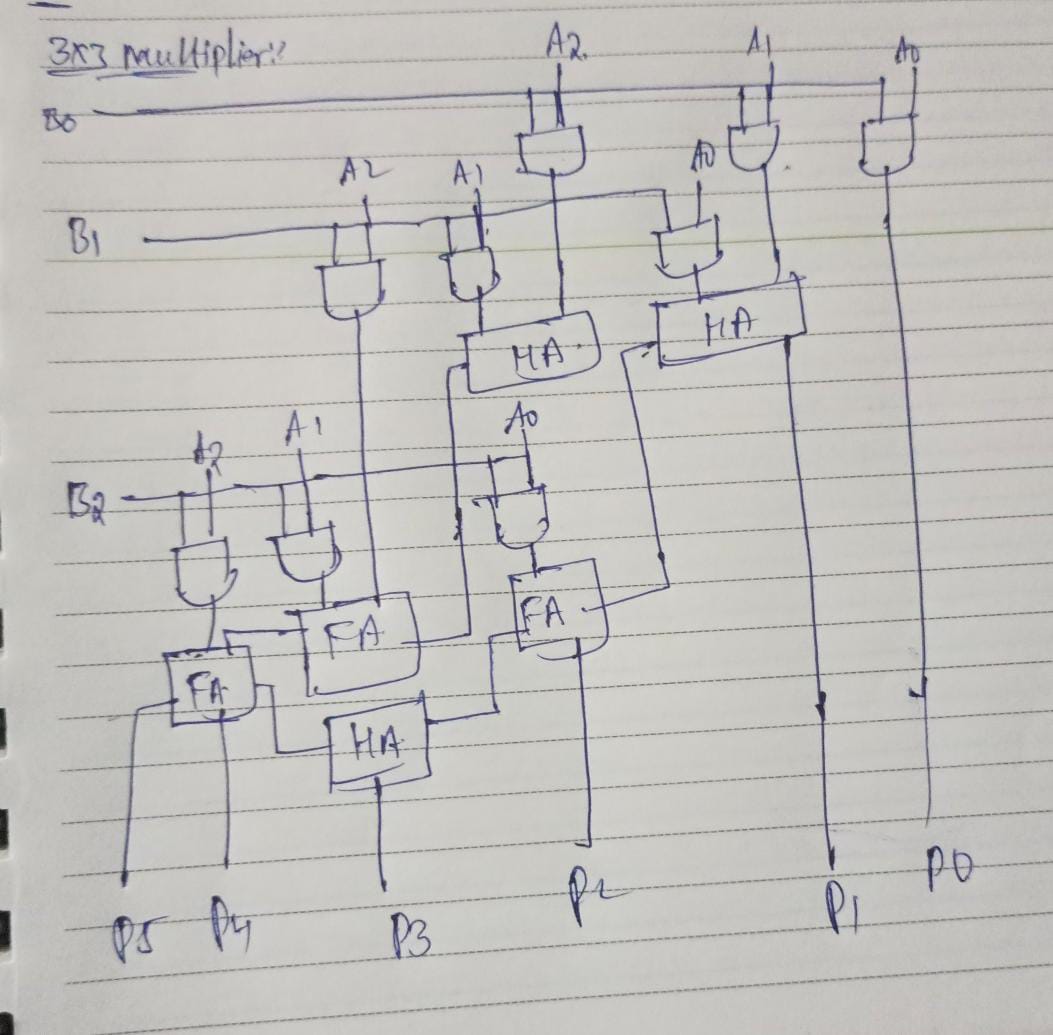 3x3 multiplier:
A2 A1 A0
B0
A2 A1 A0
B1
HA HA
A2 A1 A0
B2
FA FA FA
HA
P5 P4 P3 P2 P1 P0